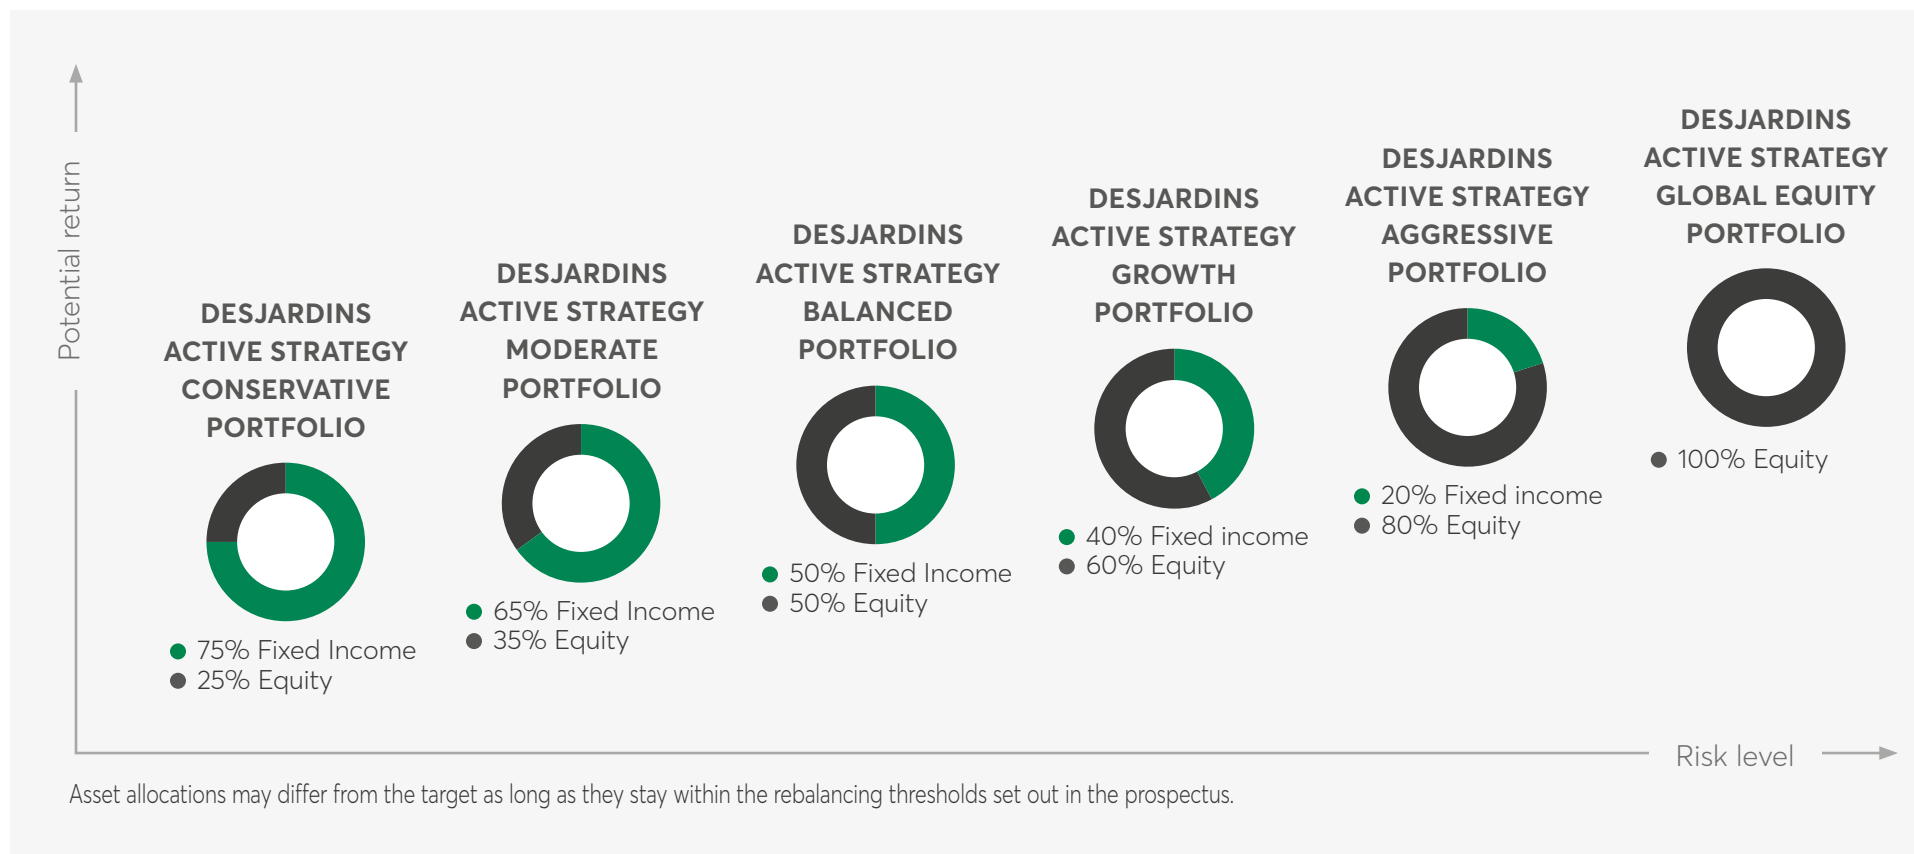 Potential return
DESJARDINS
ACTIVE STRATEGY
CONSERVATIVE
PORTFOLIO
75% Fixed Income
25% Equity
DESJARDINS
ACTIVE STRATEGY
MODERATE
PORTFOLIO
65% Fixed Income
35% Equity
DESJARDINS
ACTIVE STRATEGY
BALANCED
PORTFOLIO
50% Fixed Income
50% Equity
DESJARDINS
ACTIVE STRATEGY
GROWTH
PORTFOLIO
40% Fixed income
60% Equity
DESJARDINS
ACTIVE STRATEGY
AGGRESSIVE
PORTFOLIO
20% Fixed income
80% Equity
DESJARDINS
ACTIVE STRATEGY
GLOBAL EQUITY
PORTFOLIO
100% Equity
Risk level
Asset allocations may differ from the target as long as they stay within the rebalancing thresholds set out in the prospectus.